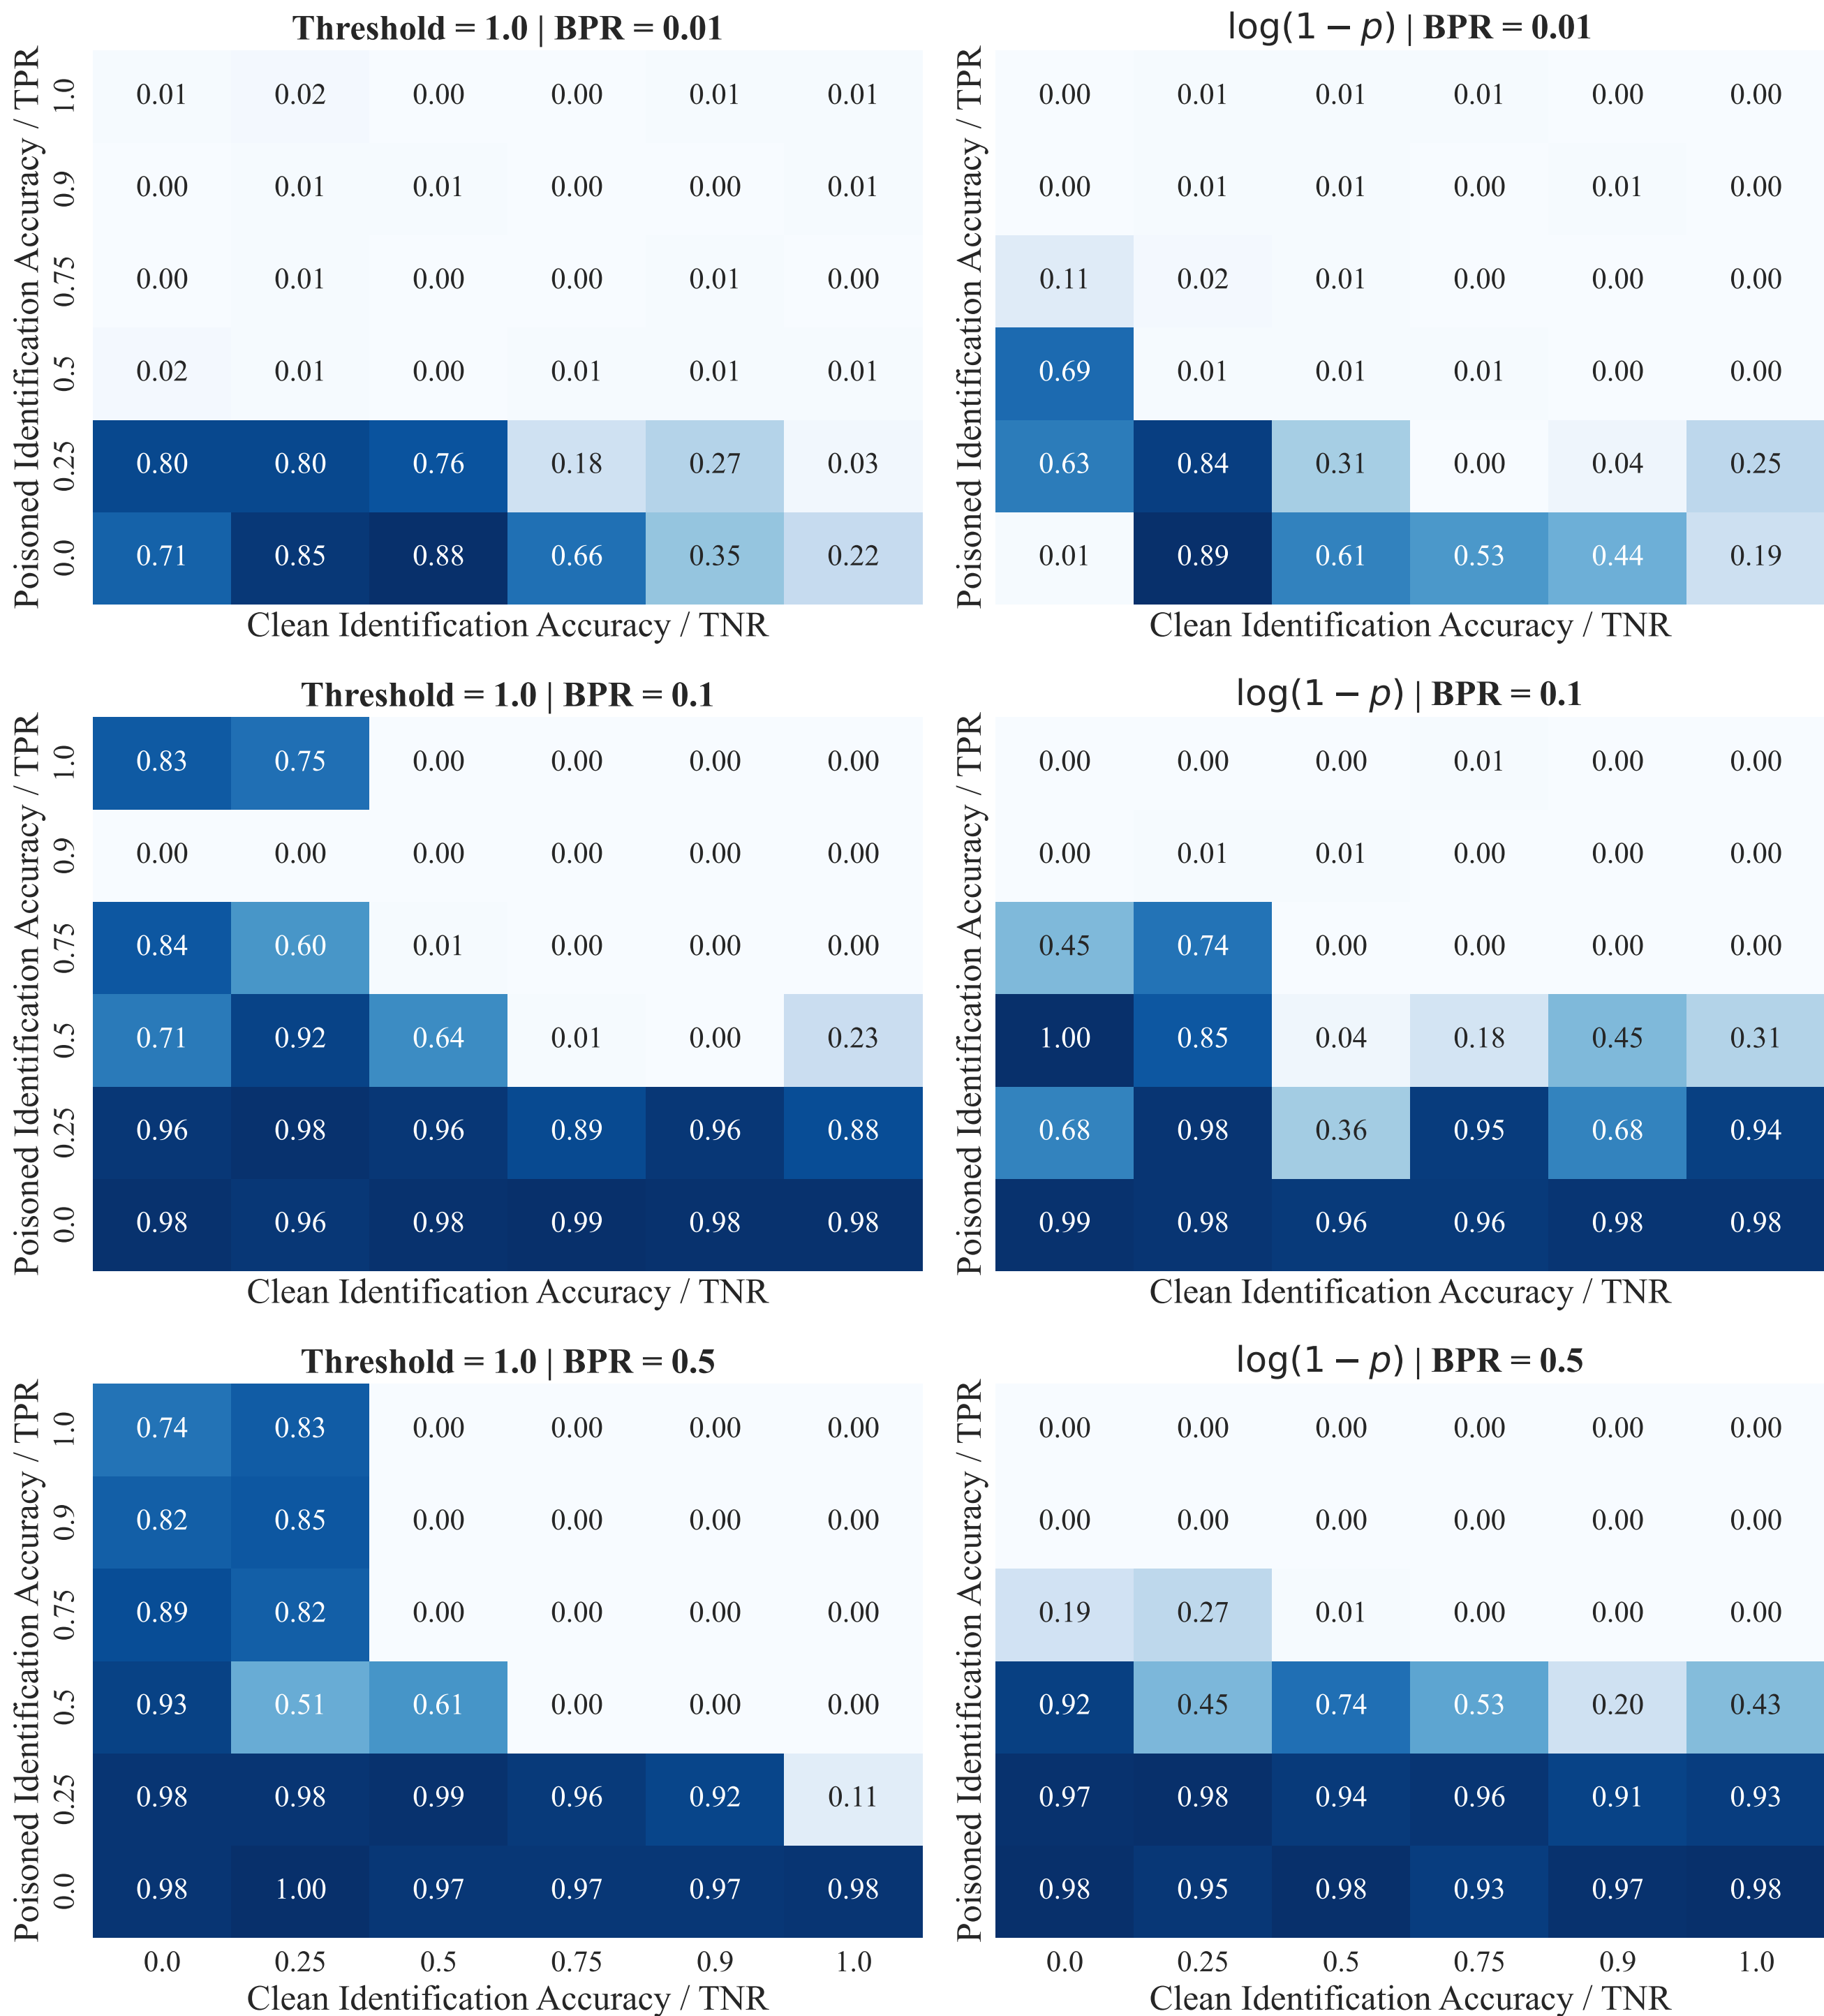 Threshold = 1.0 | BPR = 0.01
Poisoned Identification Accuracy / TPR
1.0 0.01 0.02 0.00 0.00 0.01 0.01
0.9 0.00 0.01 0.01 0.00 0.00 0.01
0.75 0.00 0.01 0.00 0.00 0.01 0.00
0.5 0.02 0.01 0.00 0.01 0.01 0.01
0.25 0.80 0.80 0.76 0.18 0.27 0.03
0.0 0.71 0.85 0.88 0.66 0.35 0.22
Clean Identification Accuracy / TNR
log(1 − p) | BPR = 0.01
Poisoned Identification Accuracy / TPR
0.00 0.01 0.01 0.01 0.00 0.00
0.00 0.01 0.01 0.00 0.01 0.00
0.11 0.02 0.01 0.00 0.00 0.00
0.69 0.01 0.01 0.01 0.00 0.00
0.63 0.84 0.31 0.00 0.04 0.25
0.01 0.89 0.61 0.53 0.44 0.19
Clean Identification Accuracy / TNR
Threshold = 1.0 | BPR = 0.1
Poisoned Identification Accuracy / TPR
1.0 0.83 0.75 0.00 0.00 0.00 0.00
0.9 0.00 0.00 0.00 0.00 0.00 0.00
0.75 0.84 0.60 0.01 0.00 0.00 0.00
0.5 0.71 0.92 0.64 0.01 0.00 0.23
0.25 0.96 0.98 0.96 0.89 0.96 0.88
0.0 0.98 0.96 0.98 0.99 0.98 0.98
Clean Identification Accuracy / TNR
log(1 − p) | BPR = 0.1
Poisoned Identification Accuracy / TPR
0.00 0.00 0.00 0.01 0.00 0.00
0.00 0.01 0.01 0.00 0.00 0.00
0.45 0.74 0.00 0.00 0.00 0.00
1.00 0.85 0.04 0.18 0.45 0.31
0.68 0.98 0.36 0.95 0.68 0.94
0.99 0.98 0.96 0.96 0.98 0.98
Clean Identification Accuracy / TNR
Threshold = 1.0 | BPR = 0.5
Poisoned Identification Accuracy / TPR
1.0 0.74 0.83 0.00 0.00 0.00 0.00
0.9 0.82 0.85 0.00 0.00 0.00 0.00
0.75 0.89 0.82 0.00 0.00 0.00 0.00
0.5 0.93 0.51 0.61 0.00 0.00 0.00
0.25 0.98 0.98 0.99 0.96 0.92 0.11
0.0 0.98 1.00 0.97 0.97 0.97 0.98
0.0 0.25 0.5 0.75 0.9 1.0
Clean Identification Accuracy / TNR
log(1 − p) | BPR = 0.5
Poisoned Identification Accuracy / TPR
0.00 0.00 0.00 0.00 0.00 0.00
0.00 0.00 0.00 0.00 0.00 0.00
0.19 0.27 0.01 0.00 0.00 0.00
0.92 0.45 0.74 0.53 0.20 0.43
0.97 0.98 0.94 0.96 0.91 0.93
0.98 0.95 0.98 0.93 0.97 0.98
0.0 0.25 0.5 0.75 0.9 1.0
Clean Identification Accuracy / TNR